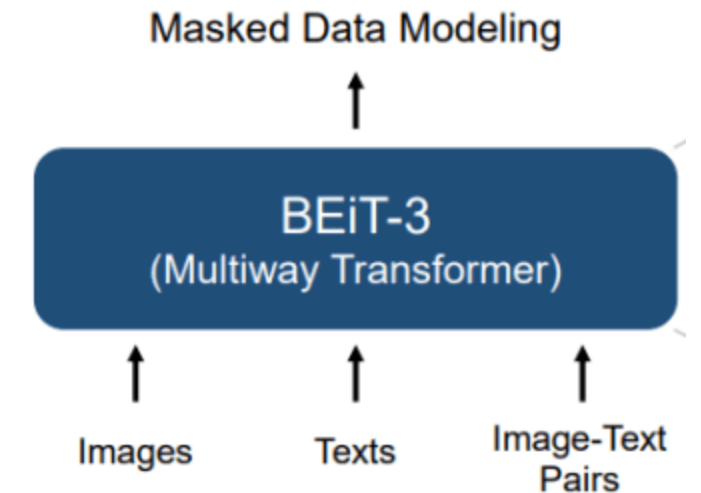 Masked Data Modeling
BEiT-3
(Multiway Transformer)
Images
Texts
Image-Text
Pairs